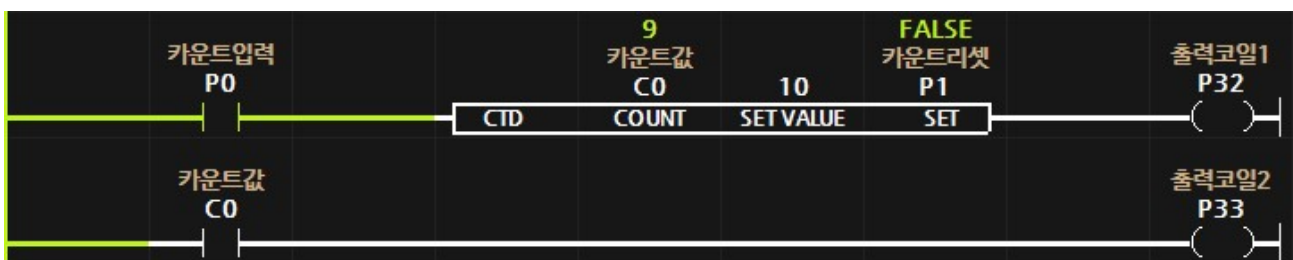 9 FALSE
카운트입력 카운트값 카운트리셋 출력코일1
P0 C0 10 P1 P32
CTD COUNT SET VALUE SET
카운트값 출력코일2
C0 P33